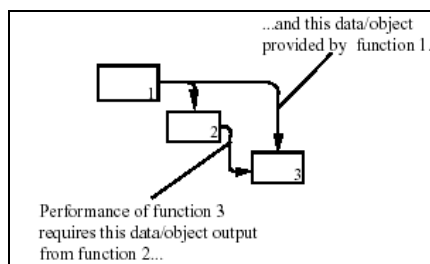 ...and this data/object
provided by function 1.
1
2
3
Performance of function 3
requires this data/object output
from function 2...